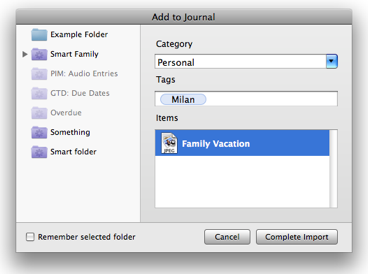 Add to Journal
Example Folder
Smart Family
PIM: Audio Entries
GTD: Due Dates
Overdue
Something
Smart folder
Category
Personal
Tags
Milan
Items
JPEG
Family Vacation
Remember selected folder
Cancel
Complete Import